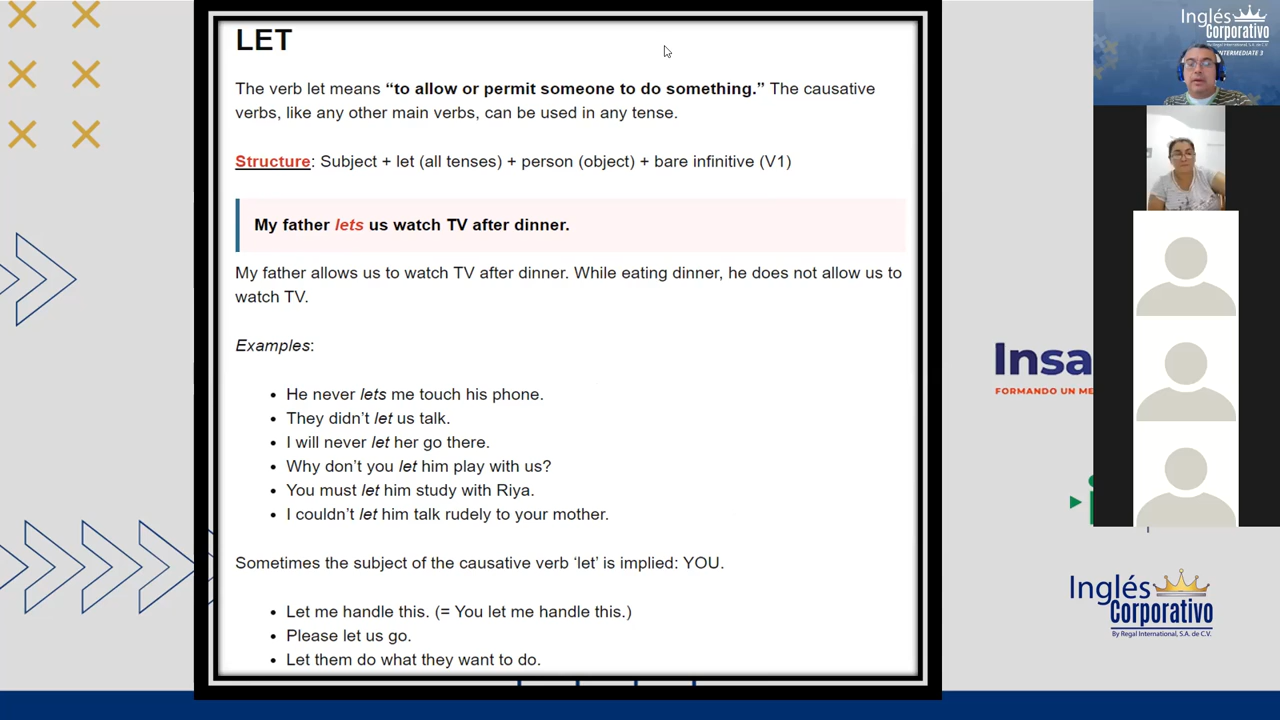 LET
The verb let means “to allow or permit someone to do something.” The causative
verbs, like any other main verbs, can be used in any tense.
Structure: Subject + let (all tenses) + person (object) + bare infinitive (V1)
My father lets us watch TV after dinner.
My father allows us to watch TV after dinner. While eating dinner, he does not allow us to
watch TV.
Examples:
• He never lets me touch his phone.
• They didn’t let us talk.
• I will never let her go there.
• Why don’t you let him play with us?
• You must let him study with Riya.
• I couldn’t let him talk rudely to your mother.
Sometimes the subject of the causative verb ‘let’ is implied: YOU.
• Let me handle this. (= You let me handle this.)
• Please let us go.
• Let them do what they want to do.
Inglés
Corporativo
By Regal International, S.A. de C.V.
INTERMEDIATE 3
Insa
FORMANDO UN ME
Inglés
Corporativo
By Regal International, S.A. de C.V.